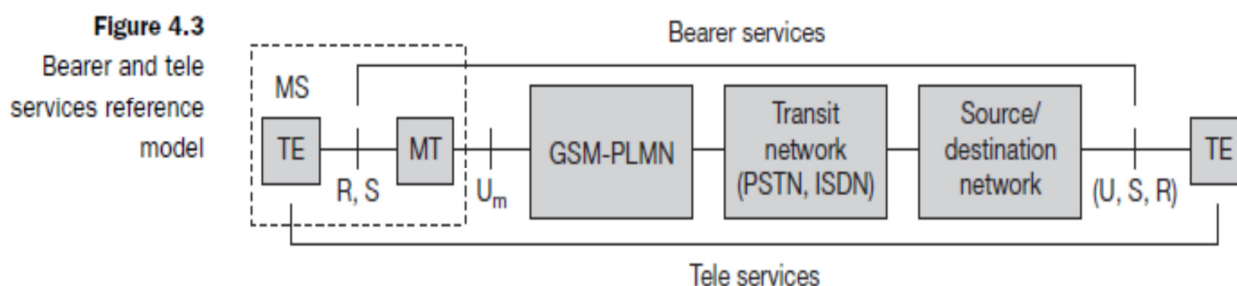 Figure 4.3
Bearer and tele
services reference
model
Bearer services
MS
TE
MT
GSM-PLMN
Transit
network
(PSTN, ISDN)
Source/
destination
network
TE
R, S
Um
(U, S, R)
Tele services